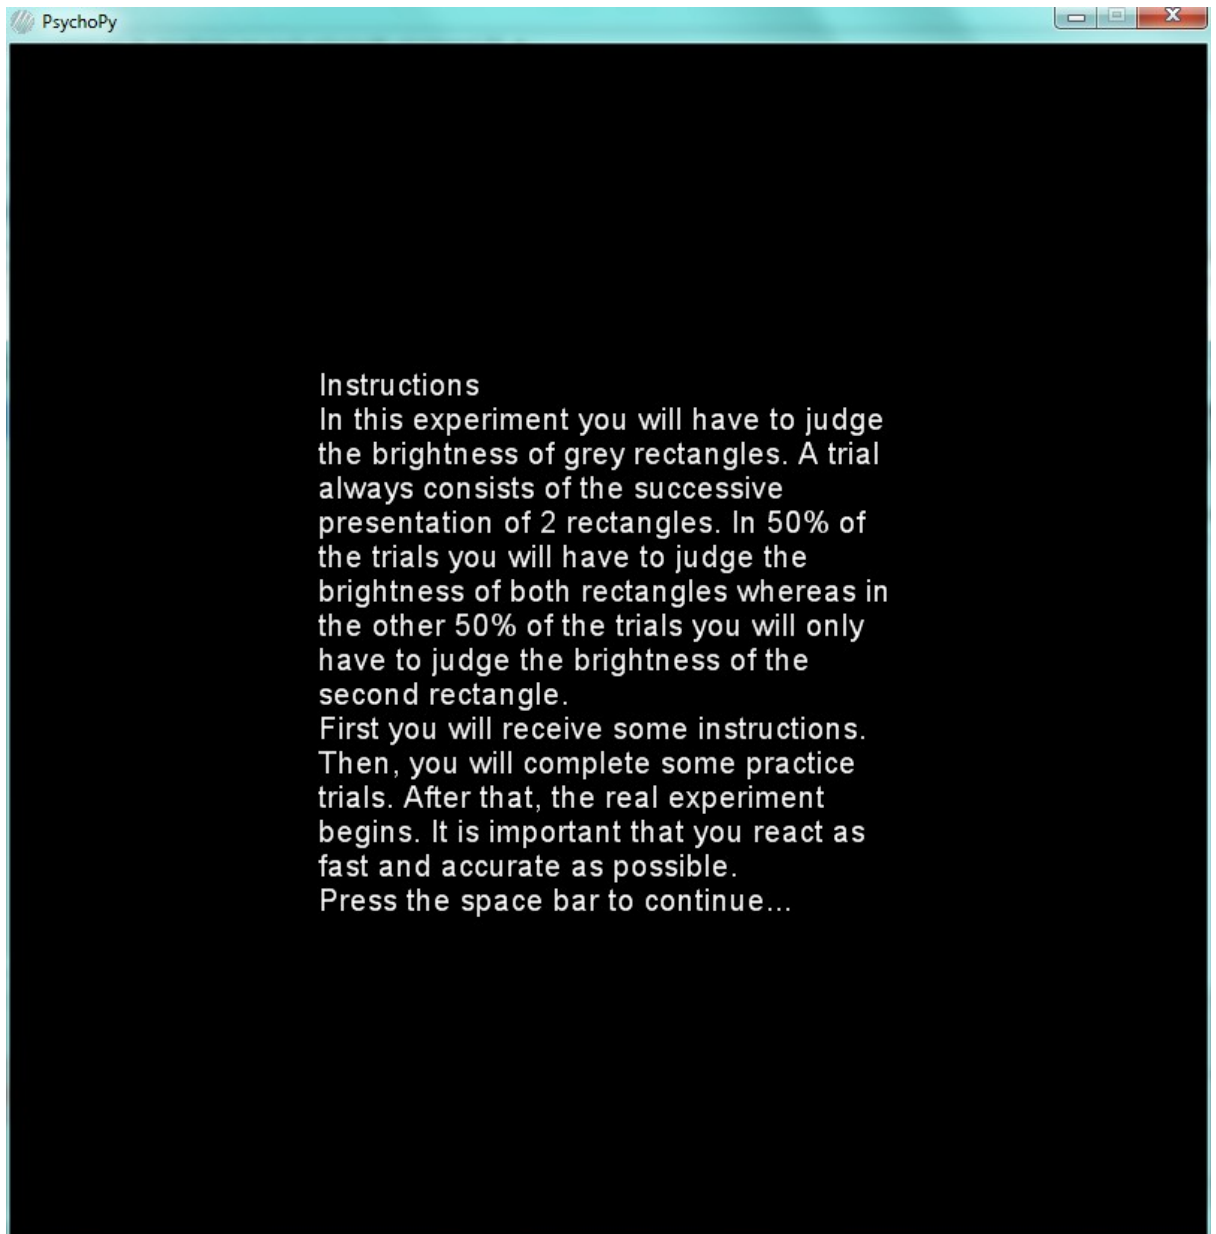 PsychoPy
Instructions
In this experiment you will have to judge
the brightness of grey rectangles. A trial
always consists of the successive
presentation of 2 rectangles. In 50% of
the trials you will have to judge the
brightness of both rectangles whereas in
the other 50% of the trials you will only
have to judge the brightness of the
second rectangle.
First you will receive some instructions.
Then, you will complete some practice
trials. After that, the real experiment
begins. It is important that you react as
fast and accurate as possible.
Press the space bar to continue...